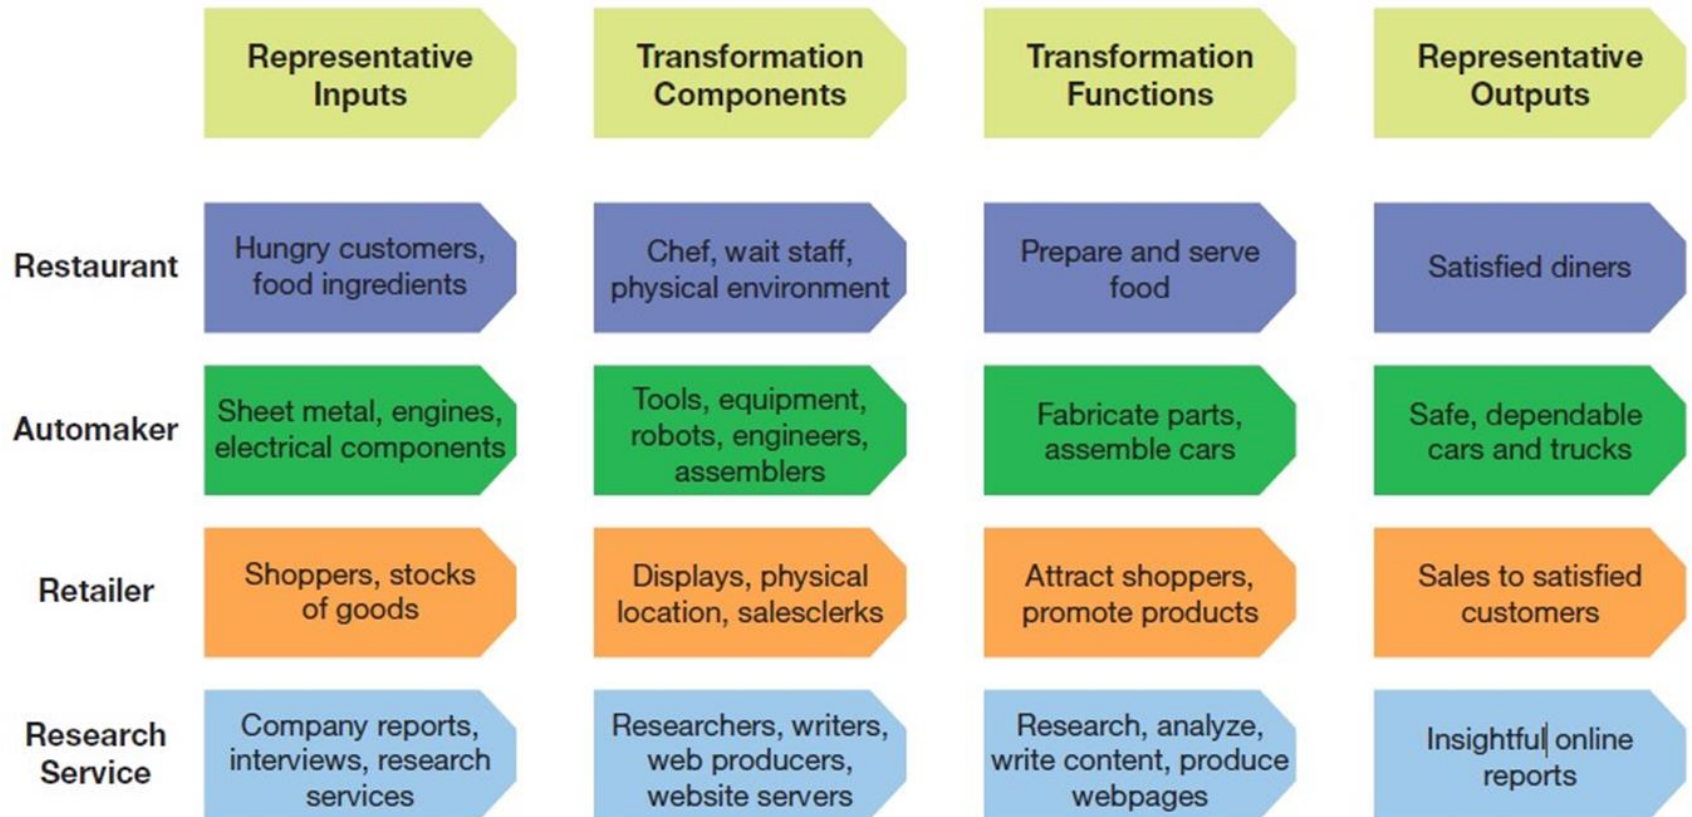 Representative
Inputs
Transformation
Components
Transformation
Functions
Representative
Outputs
Restaurant
Hungry customers,
food ingredients
Chef, wait staff,
physical environment
Prepare and serve
food
Satisfied diners
Automaker
Sheet metal, engines,
electrical components
Tools, equipment,
robots, engineers,
assemblers
Fabricate parts,
assemble cars
Safe, dependable
cars and trucks
Retailer
Shoppers, stocks
of goods
Displays, physical
location, salesclerks
Attract shoppers,
promote products
Sales to satisfied
customers
Research
Service
Company reports,
interviews, research
services
Researchers, writers,
web producers,
website servers
Research, analyze,
write content, produce
webpages
Insightful online
reports